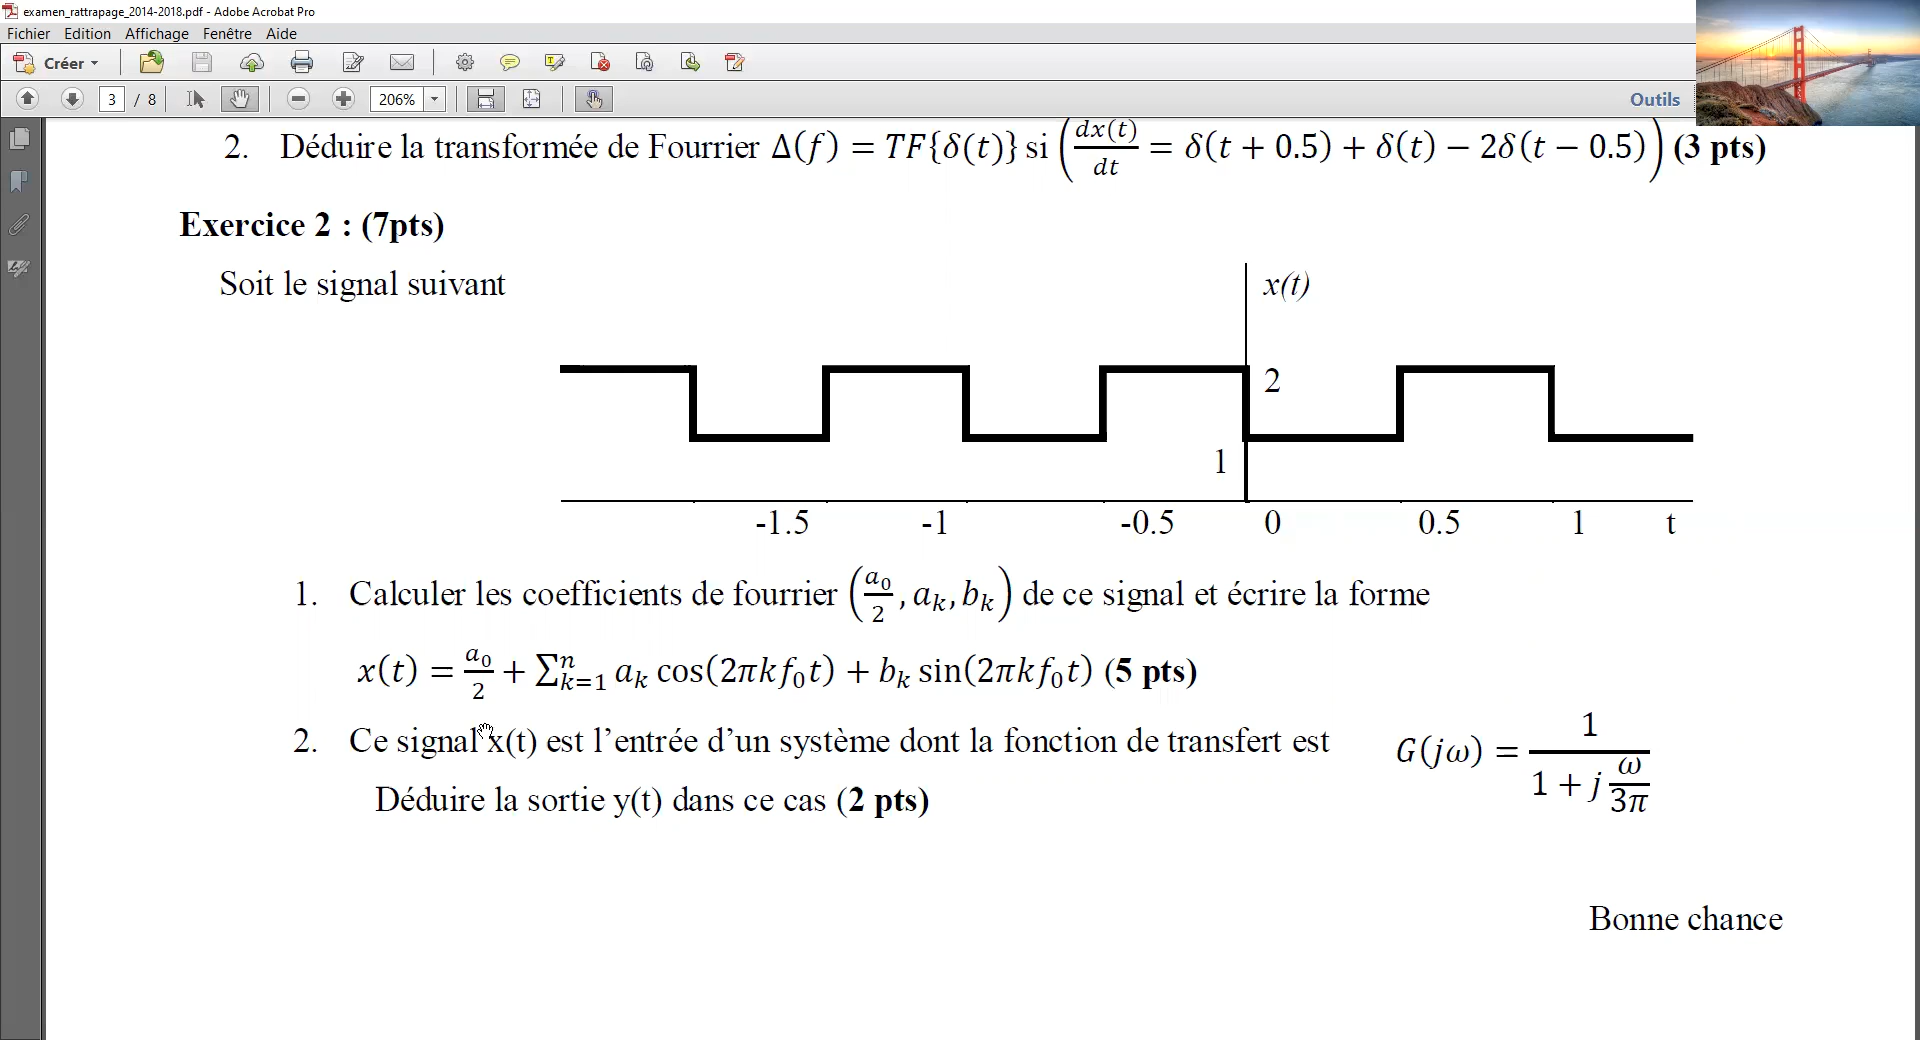 examen_rattrapage_2014-2018.pdf - Adobe Acrobat Pro
Fichier Edition Affichage Fenêtre Aide
Créer
3 / 8 206% Outils
2. Déduire la transformée de Fourrier Δ(f) = TF{δ(t)} si (dx(t)/dt = δ(t + 0.5) + δ(t) − 2δ(t − 0.5)) (3 pts)
Exercice 2 : (7pts)
Soit le signal suivant
x(t)
2
1
-1.5 -1 -0.5 0 0.5 1 t
1. Calculer les coefficients de fourrier (a₀/2, aₖ, bₖ) de ce signal et écrire la forme
x(t) = a₀/2 + ∑ⁿₖ₌₁ aₖ cos(2πkf₀t) + bₖ sin(2πkf₀t) (5 pts)
2. Ce signal x(t) est l’entrée d’un système dont la fonction de transfert est G(jω) = 1/(1 + j ω/3π)
Déduire la sortie y(t) dans ce cas (2 pts)
Bonne chance